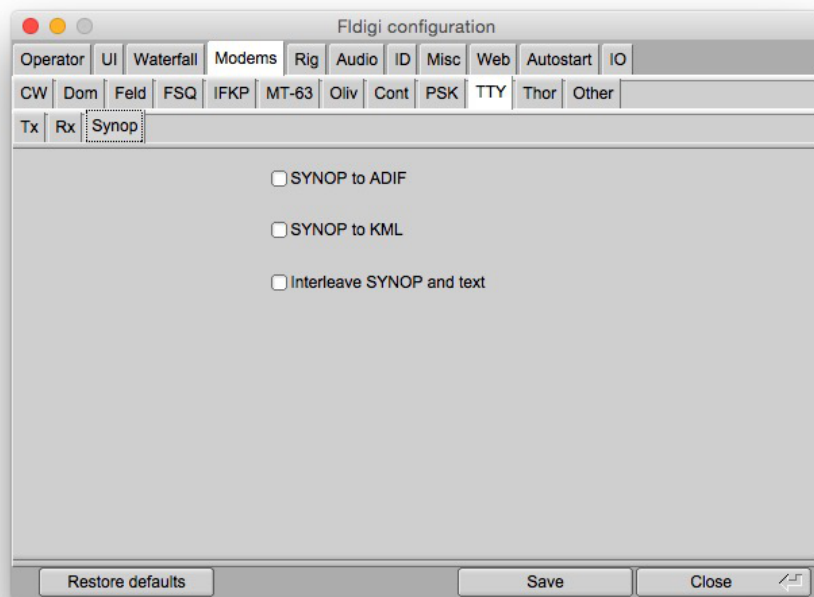 Fldigi configuration
Operator UI Waterfall Modems Rig Audio ID Misc Web Autostart IO
CW Dom Feld FSQ IFKP MT-63 Oliv Cont PSK TTY Thor Other
Tx Rx Synop
SYNOP to ADIF
SYNOP to KML
Interleave SYNOP and text
Restore defaults Save Close